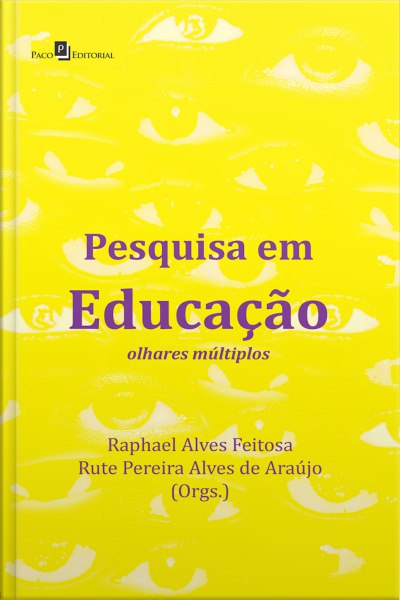 PACO EDITORIAL
Pesquisa em
Educação
olhares múltiplos
Raphael Alves Feitosa
Rute Pereira Alves de Araújo
(Orgs.)